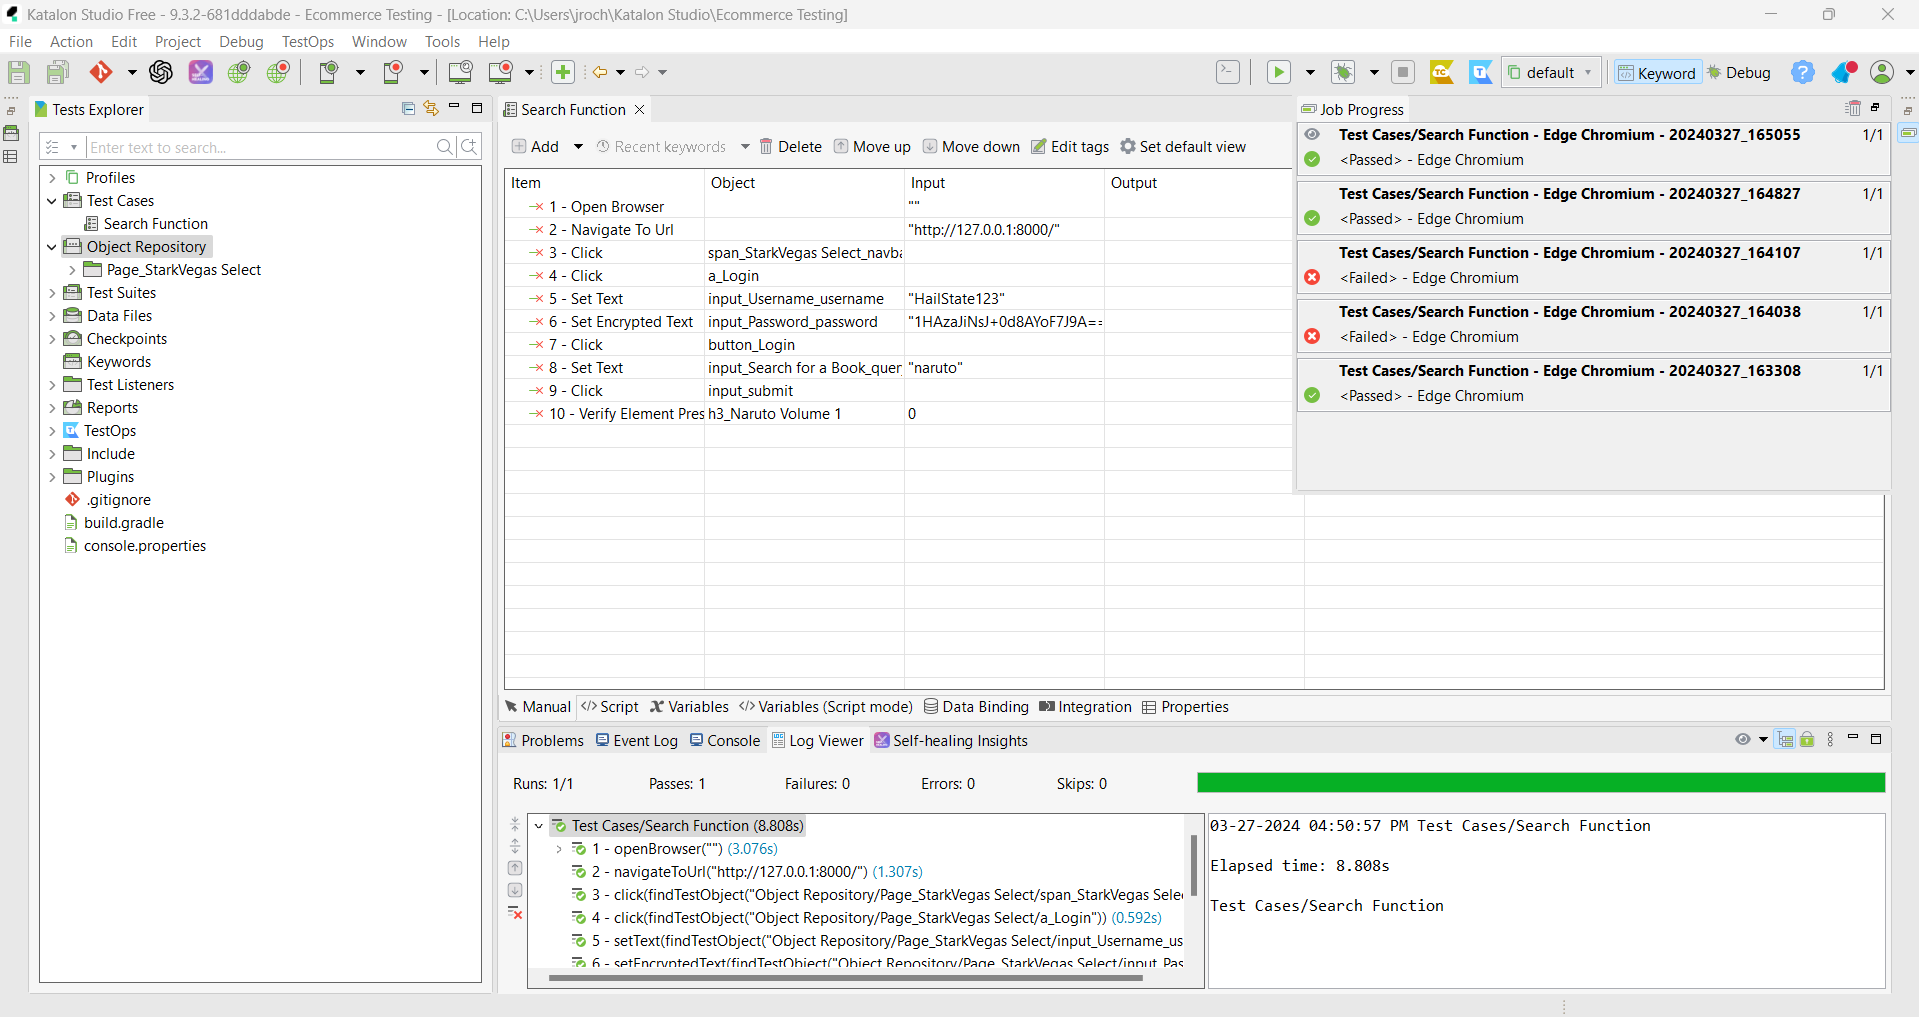 Katalon Studio Free - 9.3.2-681dddabde - Ecommerce Testing - [Location: C:\Users\jroch\Katalon Studio\Ecommerce Testing]
File Action Edit Project Debug TestOps Window Tools Help
default Keyword Debug
Tests Explorer
Enter text to search...
Profiles
Test Cases
Search Function
Object Repository
Page_StarkVegas Select
Test Suites
Data Files
Checkpoints
Keywords
Test Listeners
Reports
TestOps
Include
Plugins
.gitignore
build.gradle
console.properties
Search Function
Add Recent keywords Delete Move up Move down Edit tags Set default view
Item Object Input Output
1 - Open Browser ""
2 - Navigate To Url "http://127.0.0.1:8000/"
3 - Click span_StarkVegas Select_navba
4 - Click a_Login
5 - Set Text input_Username_username "HailState123"
6 - Set Encrypted Text input_Password_password "1HAzaJiNsJ+0d8AYoF7J9A==
7 - Click button_Login
8 - Set Text input_Search for a Book_quer "naruto"
9 - Click input_submit
10 - Verify Element Pres h3_Naruto Volume 1 0
Job Progress
Test Cases/Search Function - Edge Chromium - 20240327_165055 1/1
<Passed> - Edge Chromium
Test Cases/Search Function - Edge Chromium - 20240327_164827 1/1
<Passed> - Edge Chromium
Test Cases/Search Function - Edge Chromium - 20240327_164107 1/1
<Failed> - Edge Chromium
Test Cases/Search Function - Edge Chromium - 20240327_164038 1/1
<Failed> - Edge Chromium
Test Cases/Search Function - Edge Chromium - 20240327_163308 1/1
<Passed> - Edge Chromium
Manual </> Script Variables </> Variables (Script mode) Data Binding Integration Properties
Problems Event Log Console Log Viewer Self-healing Insights
Runs: 1/1 Passes: 1 Failures: 0 Errors: 0 Skips: 0
Test Cases/Search Function (8.808s)
1 - openBrowser("") (3.076s)
2 - navigateToUrl("http://127.0.0.1:8000/") (1.307s)
3 - click(findTestObject("Object Repository/Page_StarkVegas Select/span_StarkVegas Sele
4 - click(findTestObject("Object Repository/Page_StarkVegas Select/a_Login")) (0.592s)
5 - setText(findTestObject("Object Repository/Page_StarkVegas Select/input_Username_us
6 - setEncryptedText(findTestObject("Object Repository/Page_StarkVegas Select/input_Pas
03-27-2024 04:50:57 PM Test Cases/Search Function
Elapsed time: 8.808s
Test Cases/Search Function